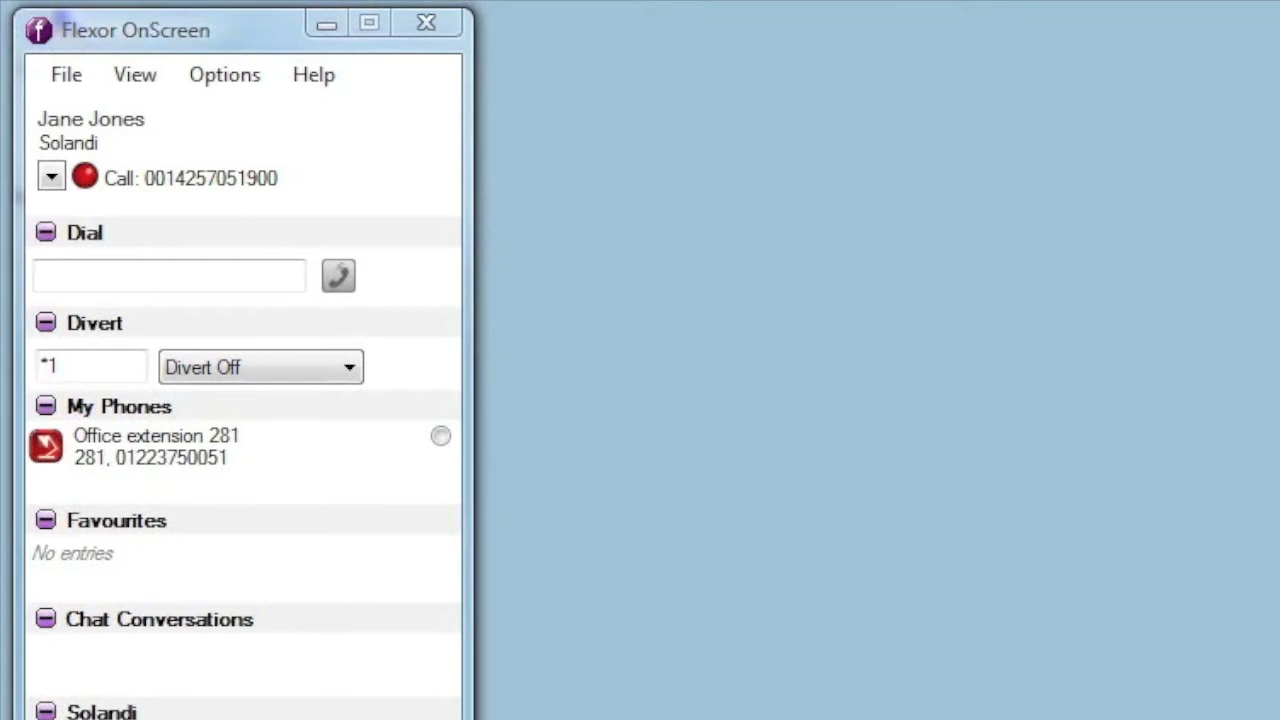 Flexor OnScreen
File View Options Help
Jane Jones
Solandi
Call: 0014257051900
Dial
Divert
*1 Divert Off
My Phones
Office extension 281
281, 01223750051
Favourites
No entries
Chat Conversations
Solandi